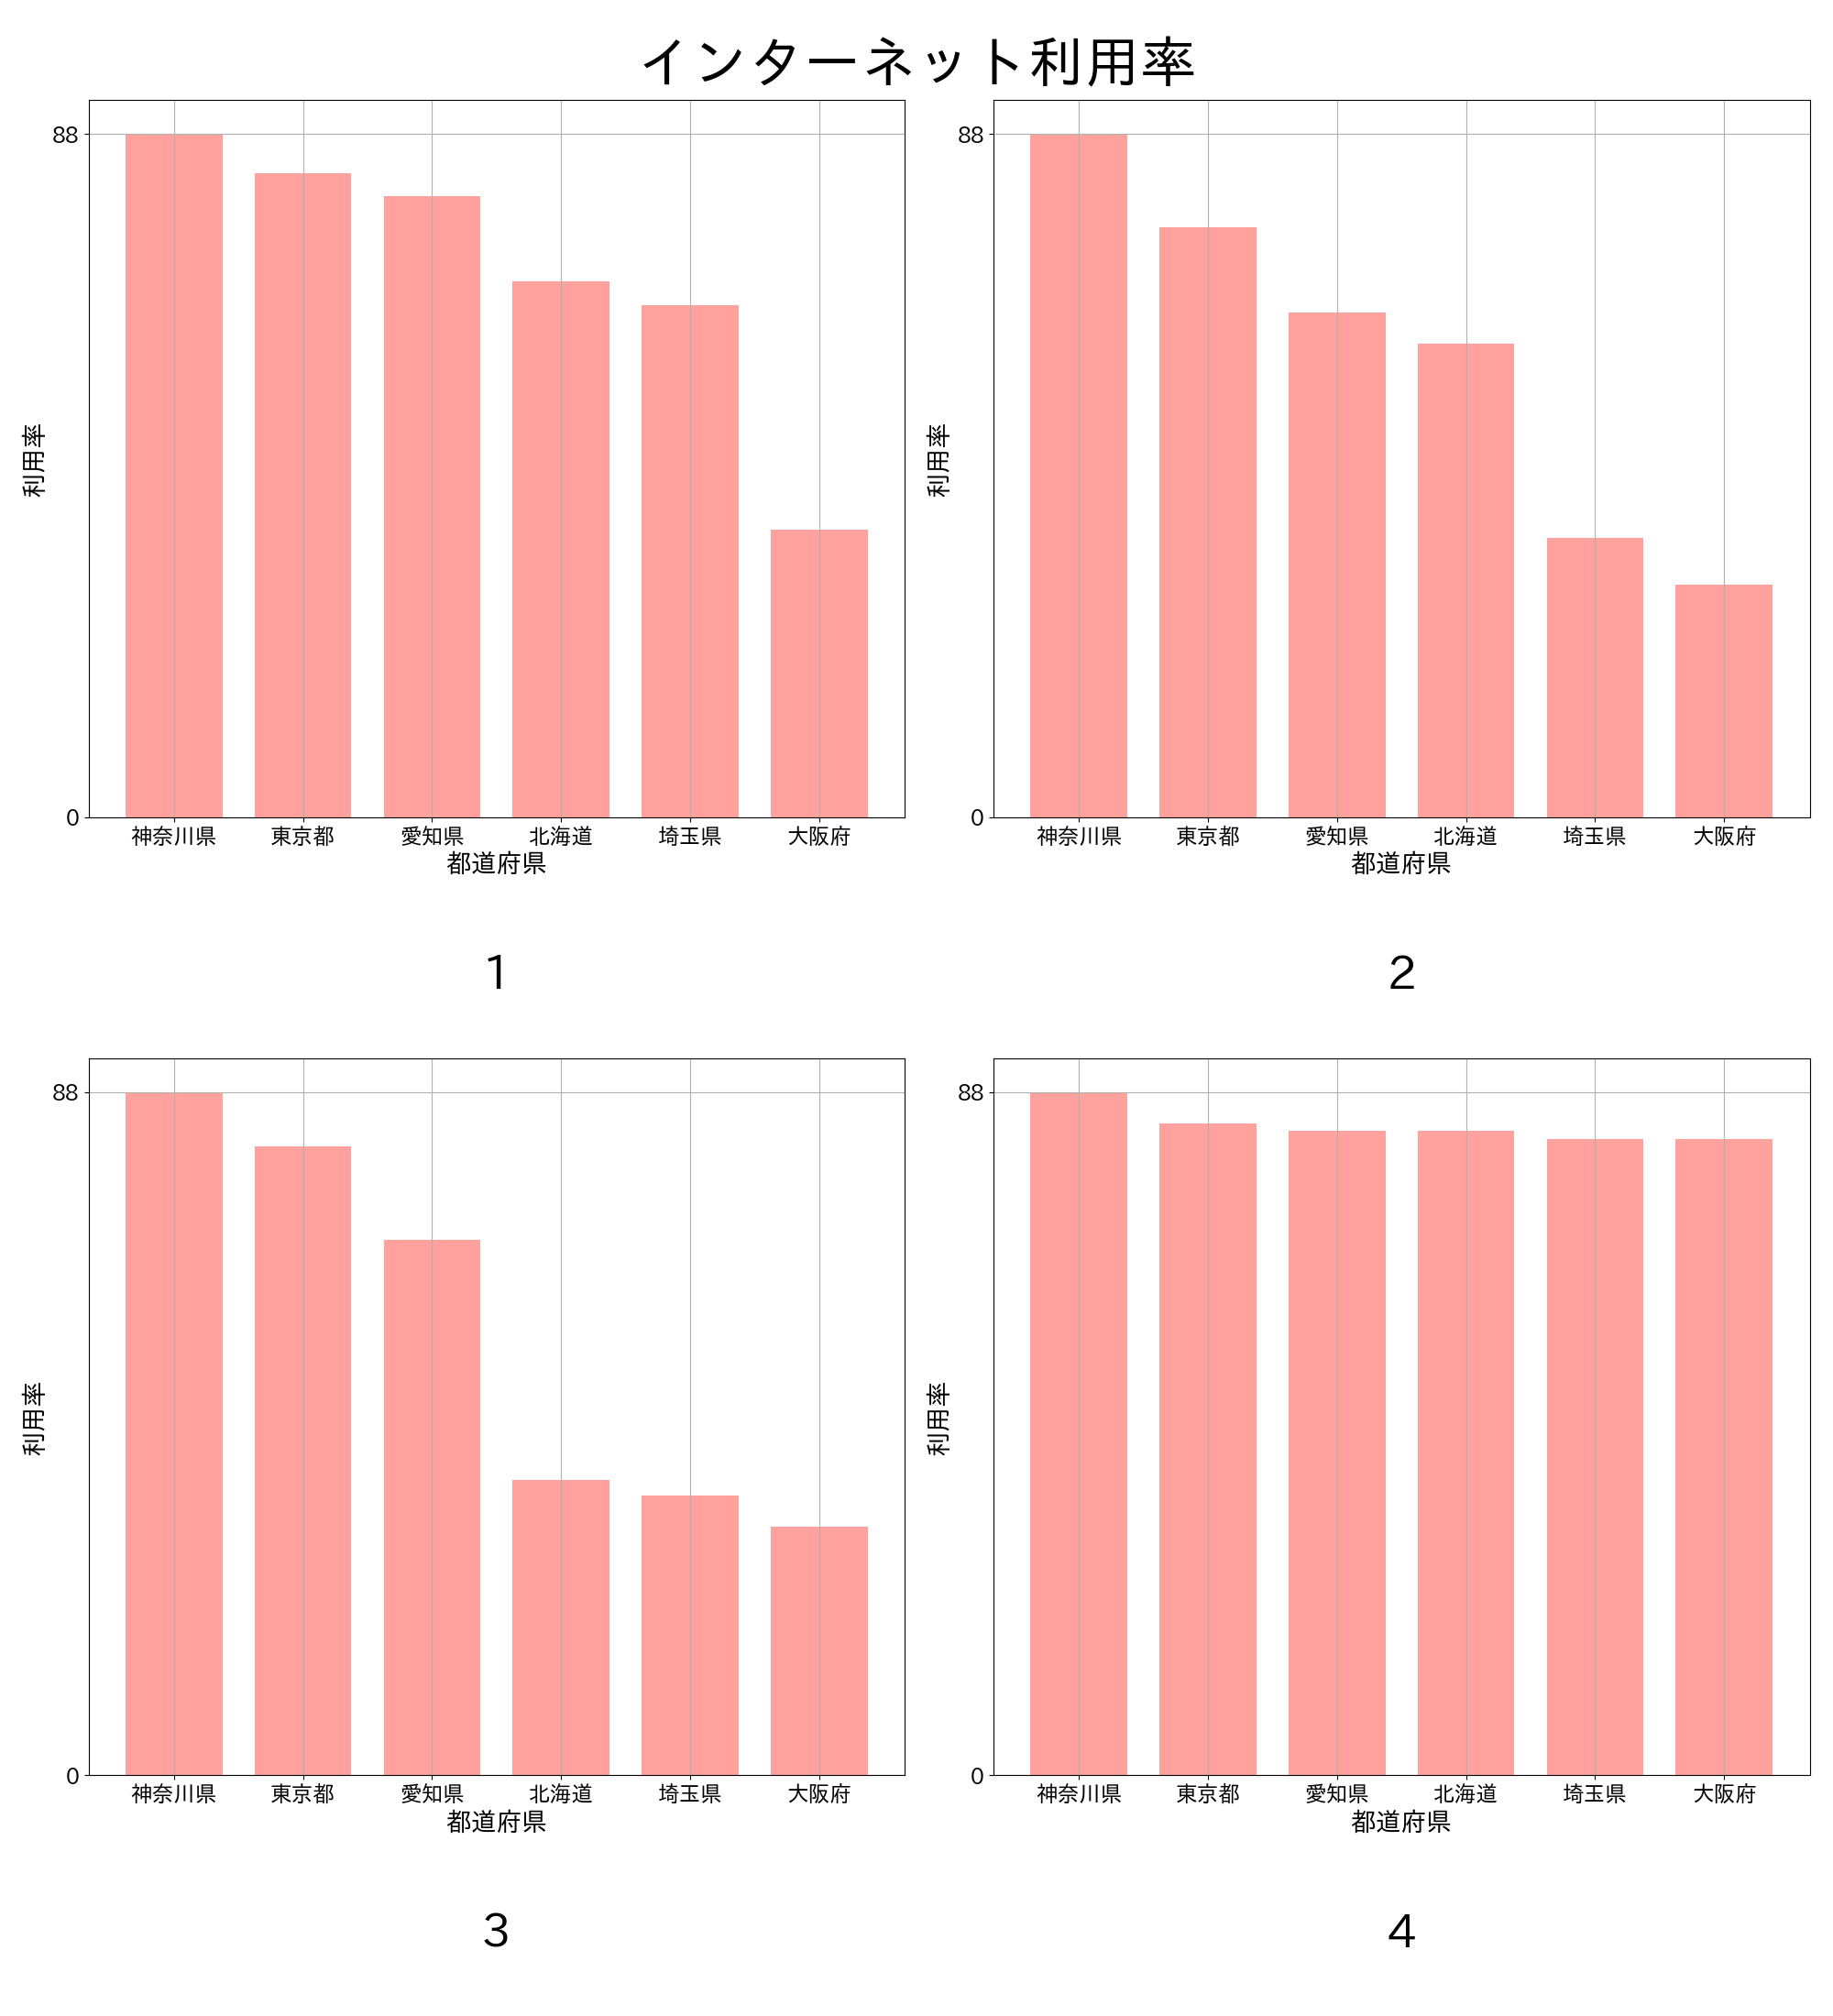 インターネット利用率
88
0
利用率
神奈川県 東京都 愛知県 北海道 埼玉県 大阪府
都道府県
1
88
0
利用率
神奈川県 東京都 愛知県 北海道 埼玉県 大阪府
都道府県
2
88
0
利用率
神奈川県 東京都 愛知県 北海道 埼玉県 大阪府
都道府県
3
88
0
利用率
神奈川県 東京都 愛知県 北海道 埼玉県 大阪府
都道府県
4